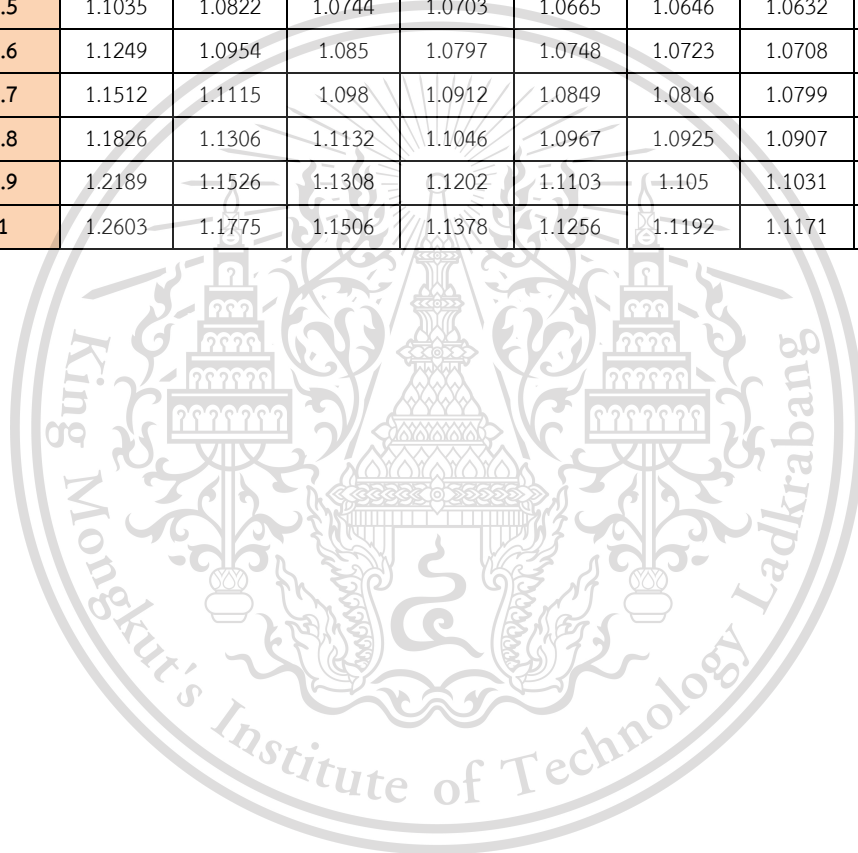 .5 1.1035 1.0822 1.0744 1.0703 1.0665 1.0646 1.0632
.6 1.1249 1.0954 1.085 1.0797 1.0748 1.0723 1.0708
.7 1.1512 1.1115 1.098 1.0912 1.0849 1.0816 1.0799
.8 1.1826 1.1306 1.1132 1.1046 1.0967 1.0925 1.0907
.9 1.2189 1.1526 1.1308 1.1202 1.1103 1.105 1.1031
1 1.2603 1.1775 1.1506 1.1378 1.1256 1.1192 1.1171
King Mongkut's Institute of Technology Ladkrabang